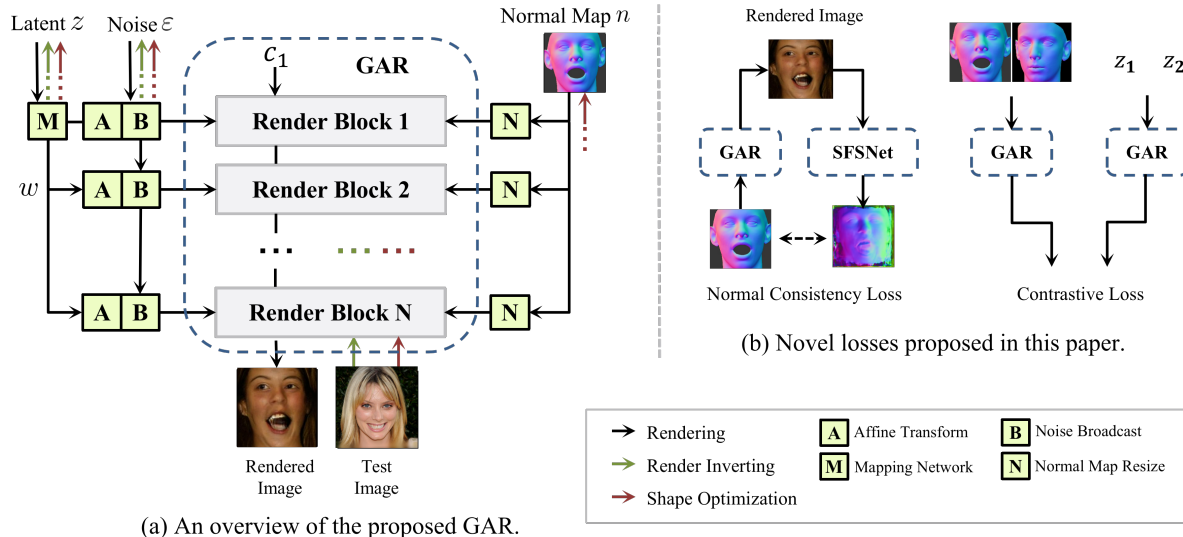 Latent z
Noise ε
Normal Map n
c₁
GAR
M
A
B
Render Block 1
N
w
A
B
Render Block 2
N
A
B
Render Block N
N
Rendered
Image
Test
Image
(a) An overview of the proposed GAR.
Rendered Image
GAR
SFSNet
Normal Consistency Loss
z₁
z₂
GAR
GAR
Contrastive Loss
(b) Novel losses proposed in this paper.
Rendering
Render Inverting
Shape Optimization
A Affine Transform
M Mapping Network
B Noise Broadcast
N Normal Map Resize